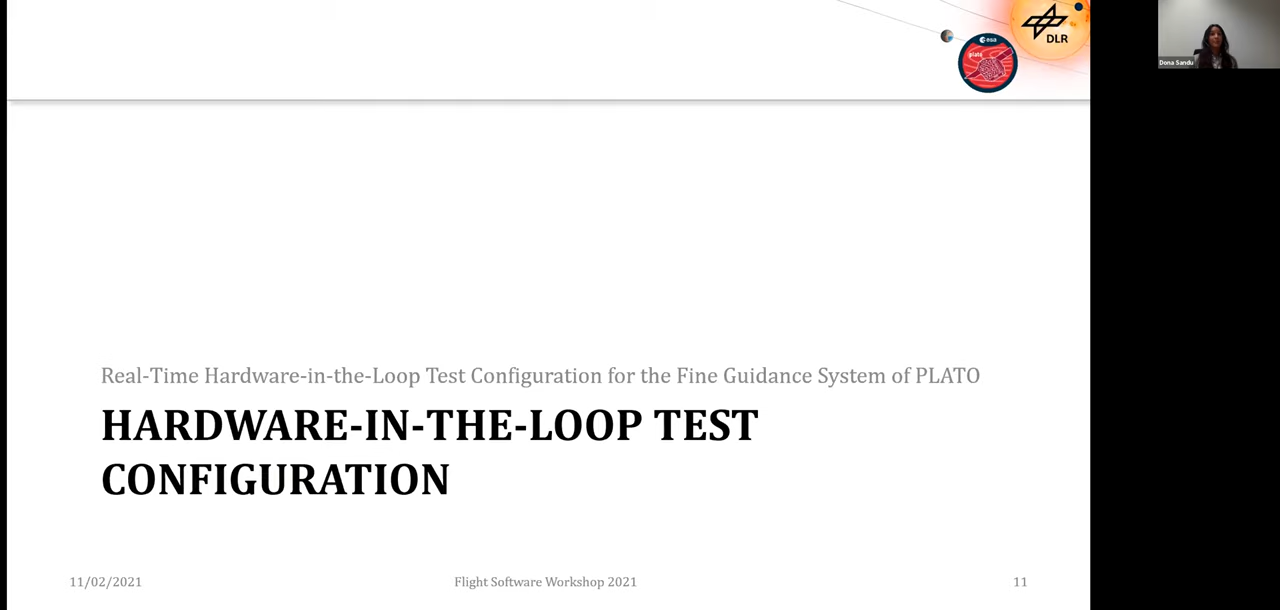 esa
plato
DLR
Dona Sandu
Real-Time Hardware-in-the-Loop Test Configuration for the Fine Guidance System of PLATO
HARDWARE-IN-THE-LOOP TEST
CONFIGURATION
11/02/2021
Flight Software Workshop 2021
11